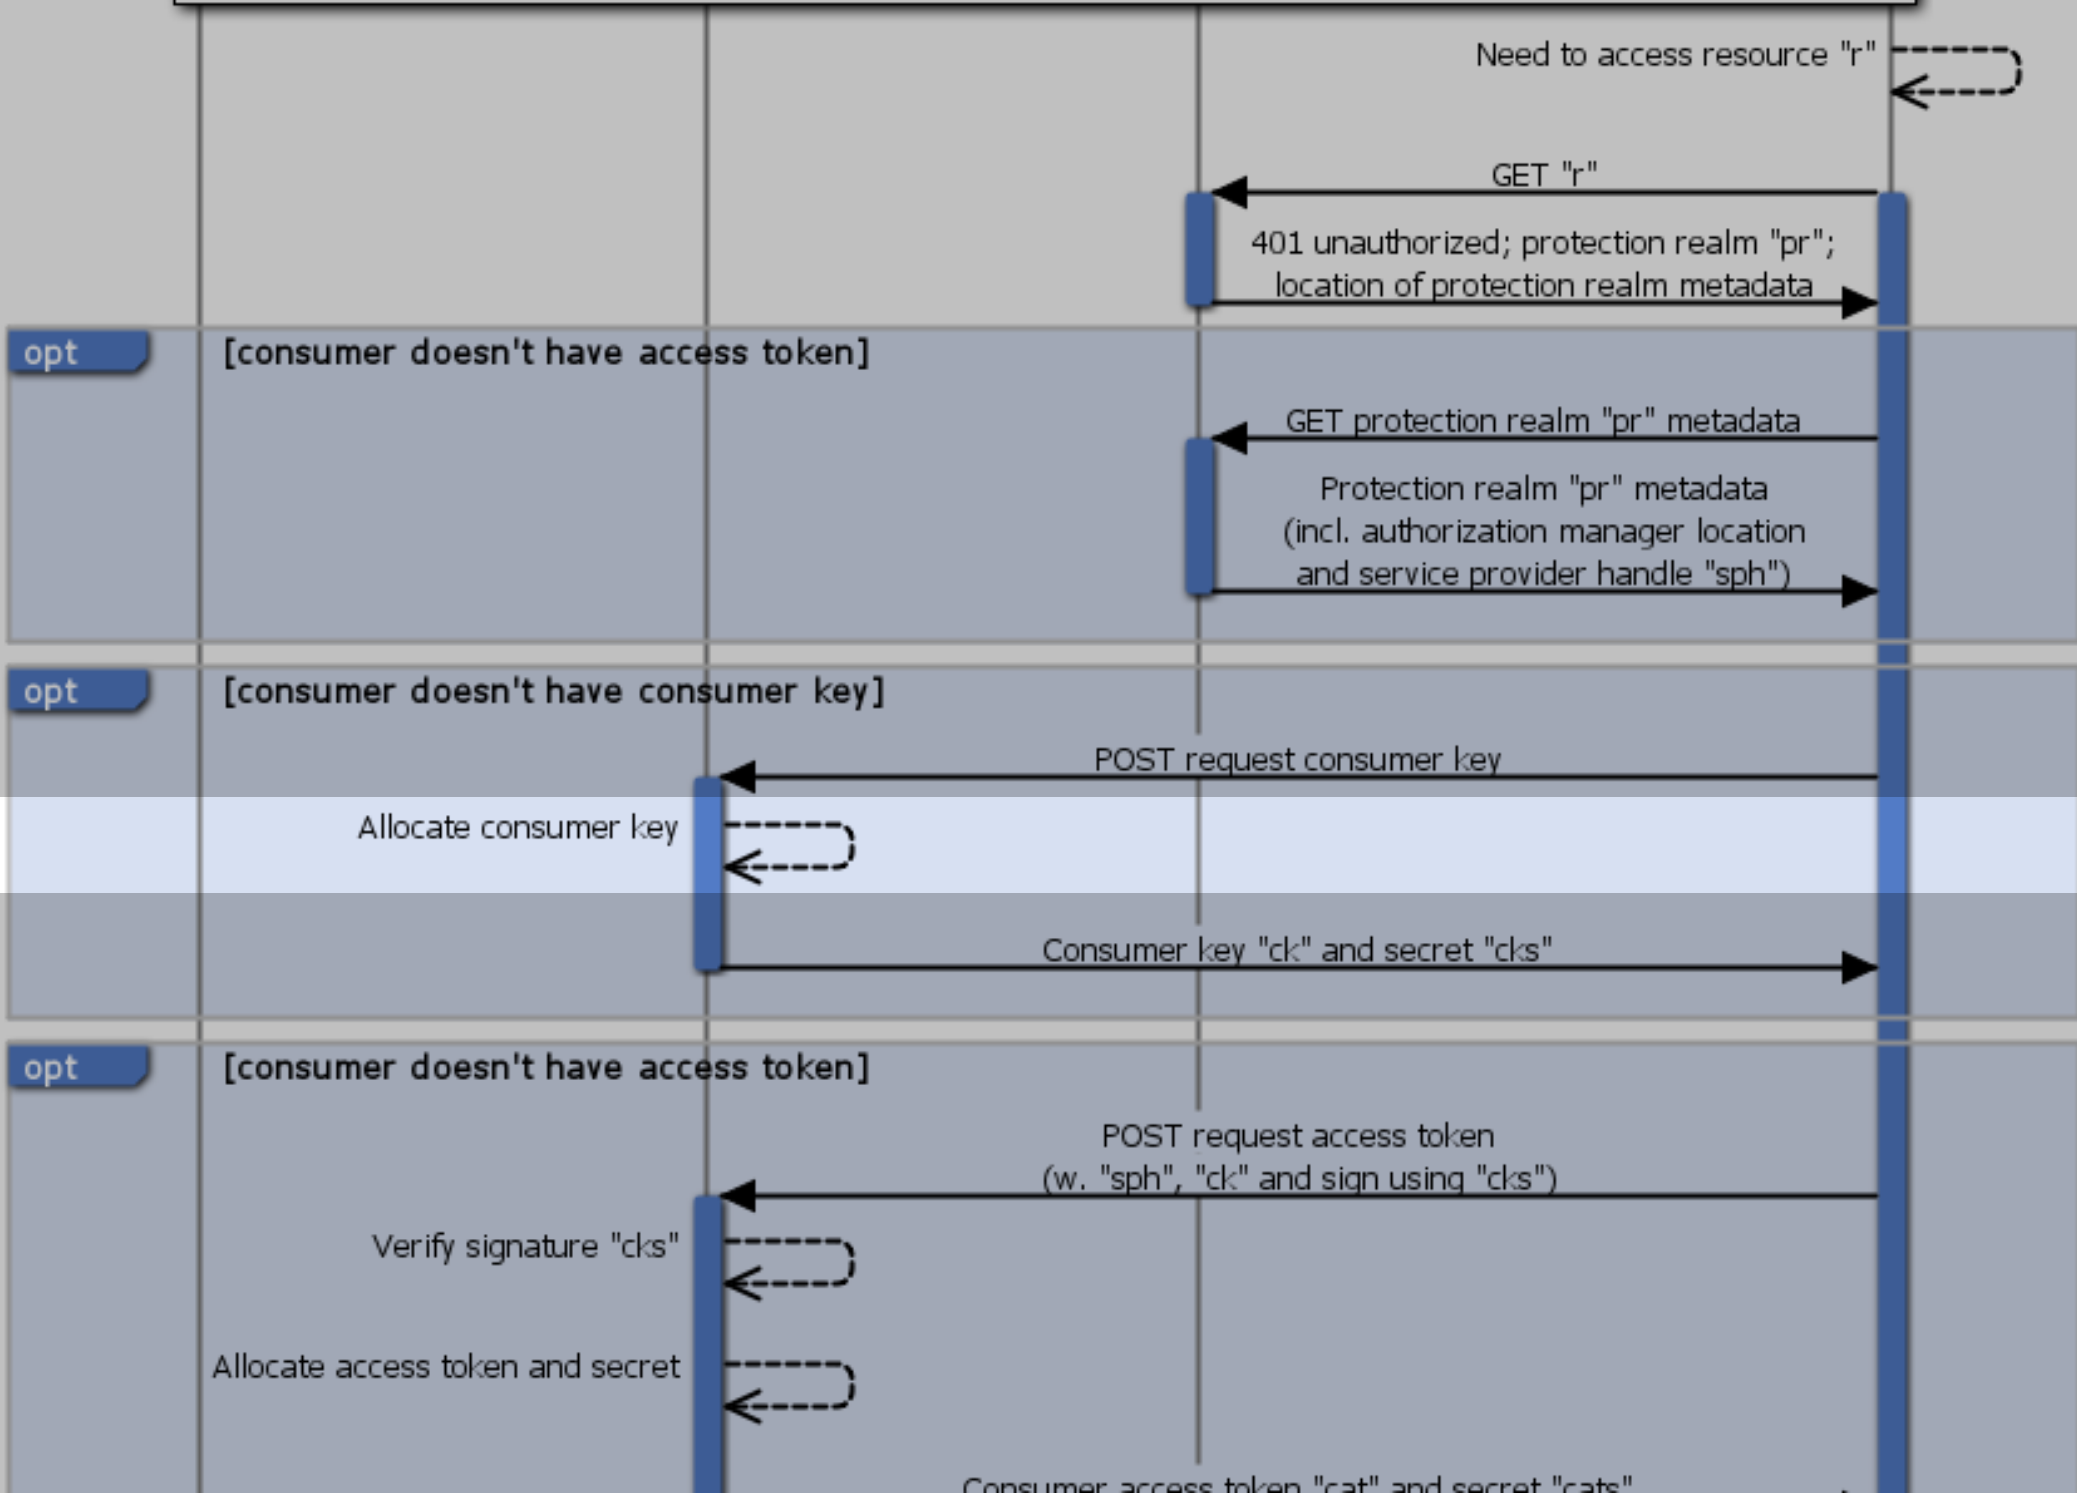 Need to access resource "r"
GET "r"
401 unauthorized; protection realm "pr";
location of protection realm metadata
opt
[consumer doesn't have access token]
GET protection realm "pr" metadata
Protection realm "pr" metadata
(incl. authorization manager location
and service provider handle "sph")
opt
[consumer doesn't have consumer key]
POST request consumer key
Allocate consumer key
Consumer key "ck" and secret "cks"
opt
[consumer doesn't have access token]
POST request access token
(w. "sph", "ck" and sign using "cks")
Verify signature "cks"
Allocate access token and secret
Consumer access token "cat" and secret "cats"